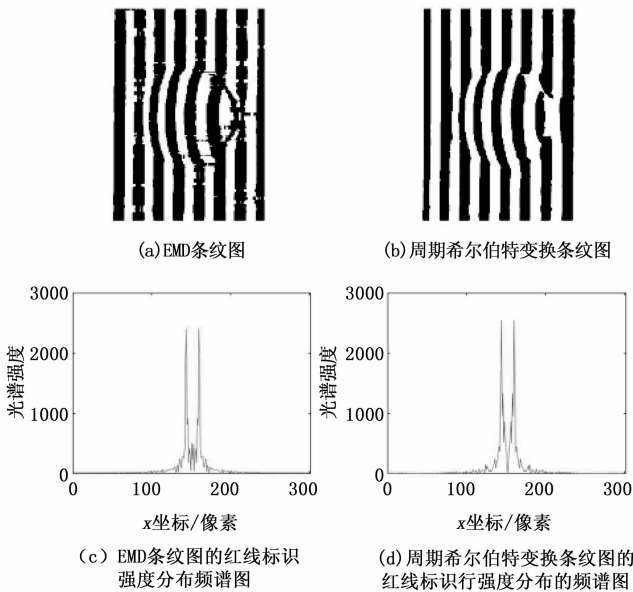 (a)EMD条纹图
(b)周期希尔伯特变换条纹图
3000
2000
1000
0
光谱强度
0 100 200 300
x坐标/像素
(c) EMD条纹图的红线标识
强度分布频谱图
3000
2000
1000
0
光谱强度
0 100 200 300
x坐标/像素
(d)周期希尔伯特变换条纹图的
红线标识行强度分布的频谱图